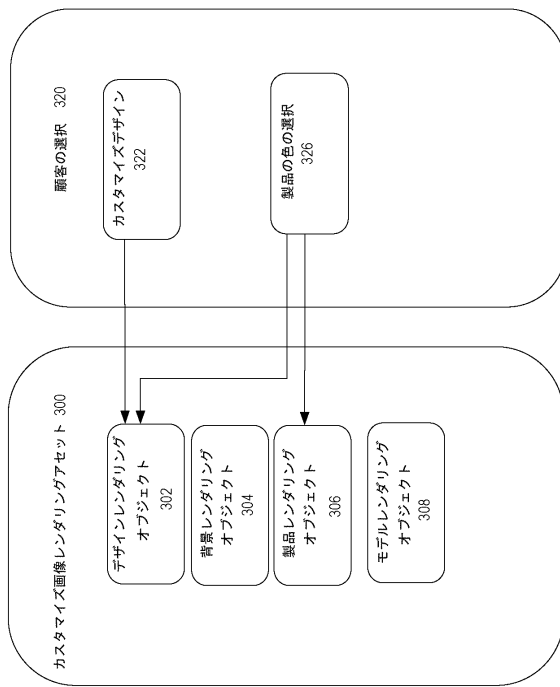 カスタマイズ画像レンダリングアセット 300
デザインレンダリング
オブジェクト
302
背景レンダリング
オブジェクト
304
製品レンダリング
オブジェクト
306
モデルレンダリング
オブジェクト
308
顧客の選択 320
カスタマイズデザイン
322
製品の色の選択
326